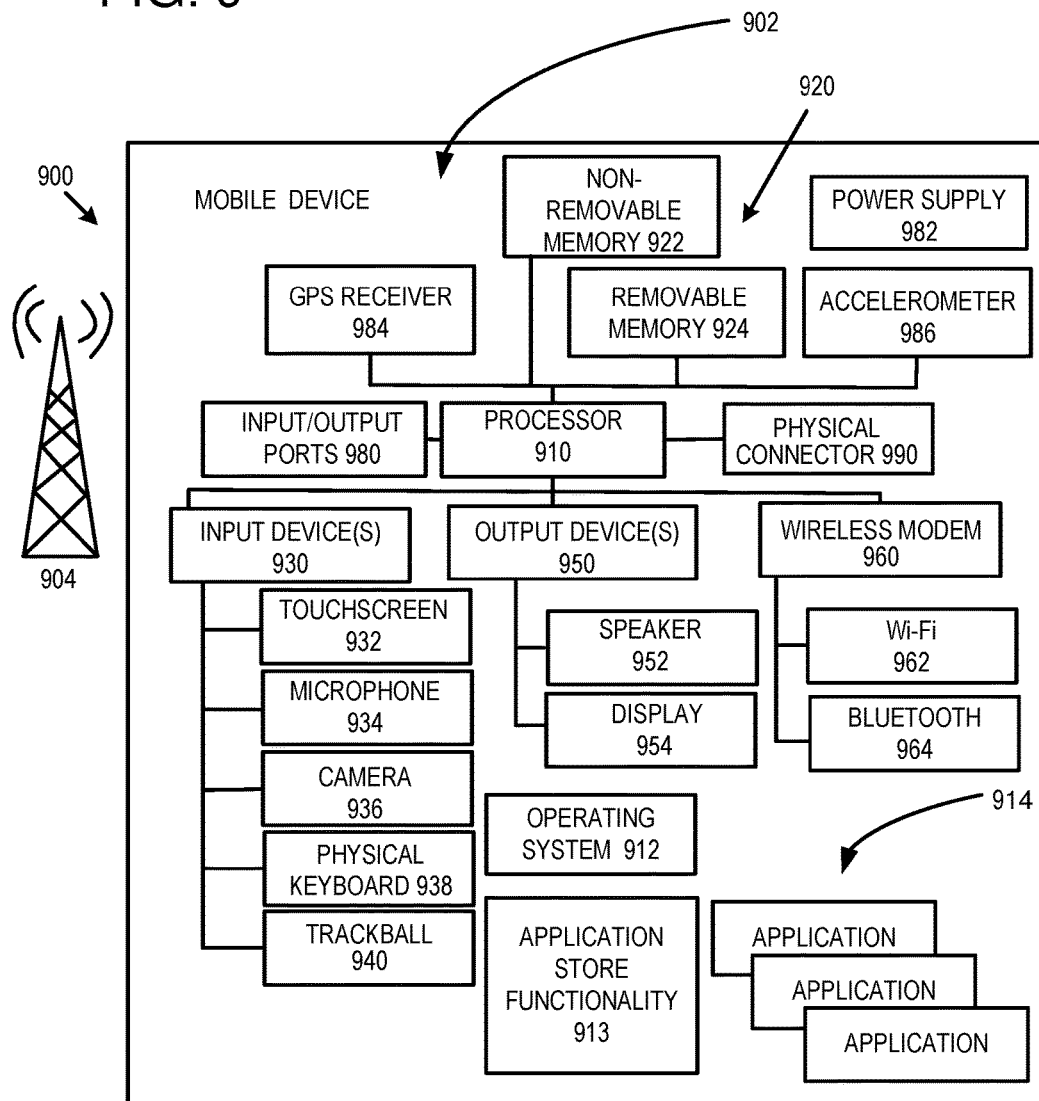 902
920
900
MOBILE DEVICE
NON-
REMOVABLE
MEMORY 922
POWER SUPPLY
982
GPS RECEIVER
984
REMOVABLE
MEMORY 924
ACCELEROMETER
986
INPUT/OUTPUT
PORTS 980
PROCESSOR
910
PHYSICAL
CONNECTOR 990
INPUT DEVICE(S)
930
OUTPUT DEVICE(S)
950
WIRELESS MODEM
960
904
TOUCHSCREEN
932
SPEAKER
952
Wi-Fi
962
MICROPHONE
934
DISPLAY
954
BLUETOOTH
964
CAMERA
936
914
OPERATING
SYSTEM 912
PHYSICAL
KEYBOARD 938
TRACKBALL
940
APPLICATION
STORE
FUNCTIONALITY
913
APPLICATION
APPLICATION
APPLICATION